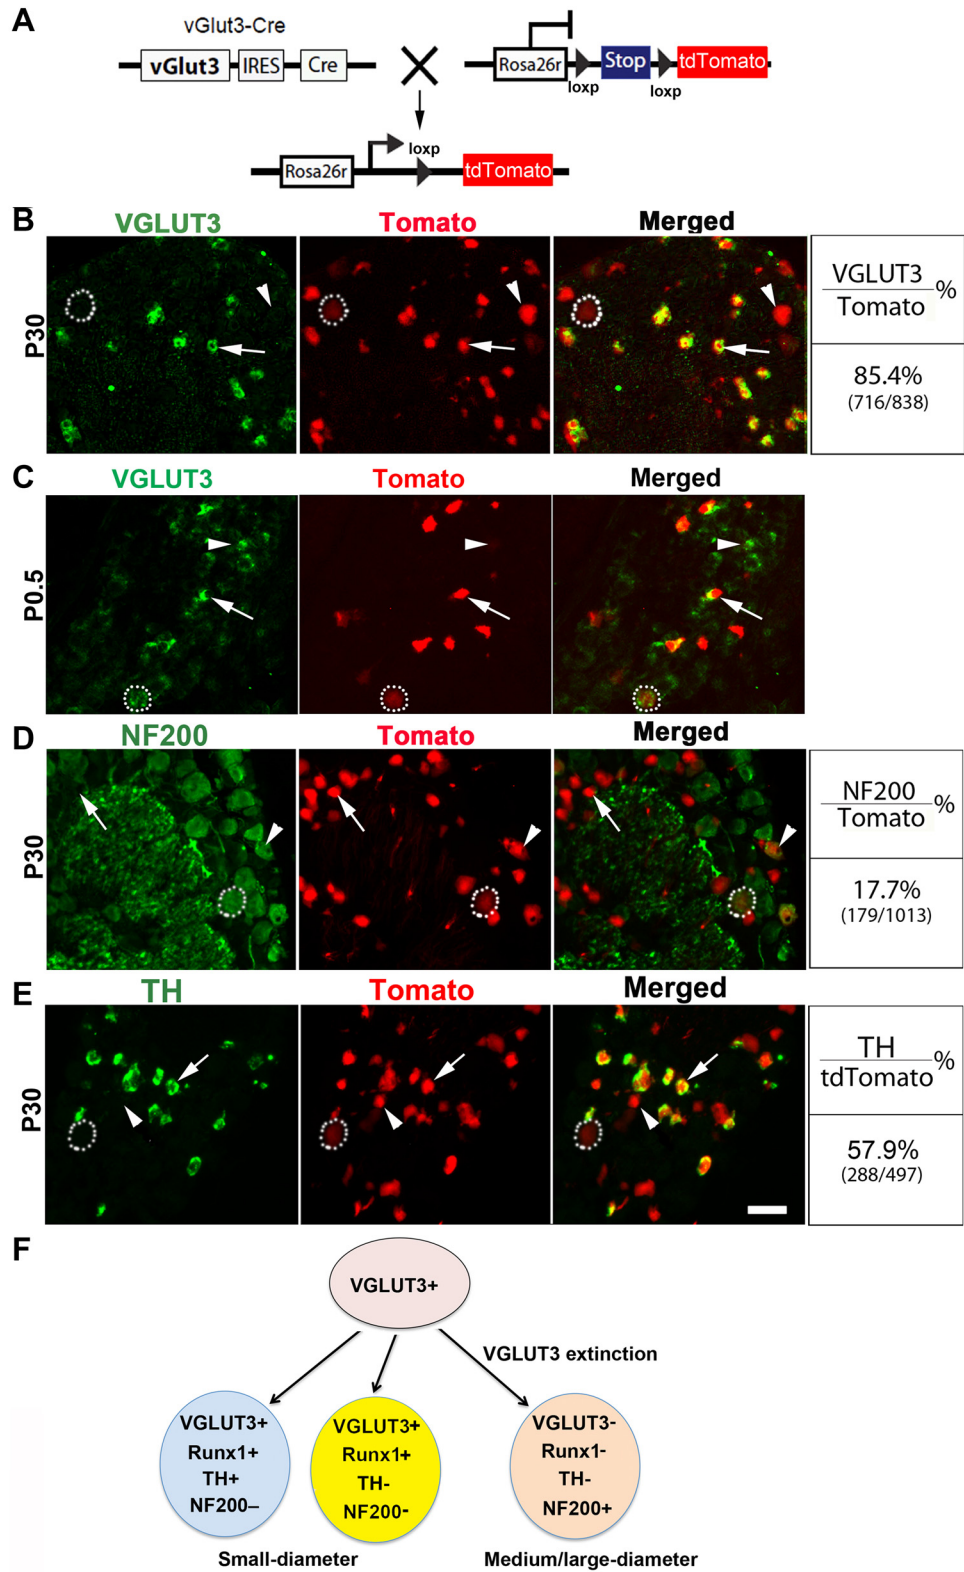 A
vGlut3-Cre
vGlut3 IRES Cre
Rosa26r Stop tdTomato
loxp loxp
loxp
Rosa26r tdTomato
B
VGLUT3 Tomato Merged
P30
VGLUT3
Tomato %
85.4%
(716/838)
C
VGLUT3 Tomato Merged
P0.5
D
NF200 Tomato Merged
P30
NF200
Tomato %
17.7%
(179/1013)
E
TH Tomato Merged
P30
TH
tdTomato %
57.9%
(288/497)
F
VGLUT3+
VGLUT3 extinction
VGLUT3+
Runx1+
TH+
NF200–
VGLUT3+
Runx1+
TH-
NF200-
VGLUT3-
Runx1-
TH-
NF200+
Small-diameter
Medium/large-diameter